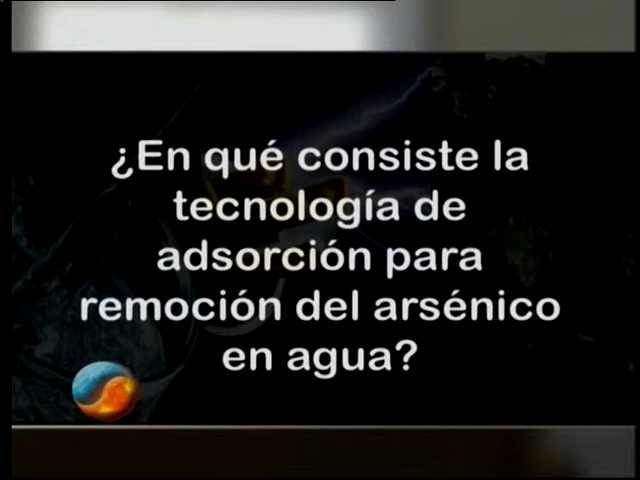 ¿En qué consiste la
tecnología de
adsorción para
remoción del arsénico
en agua?